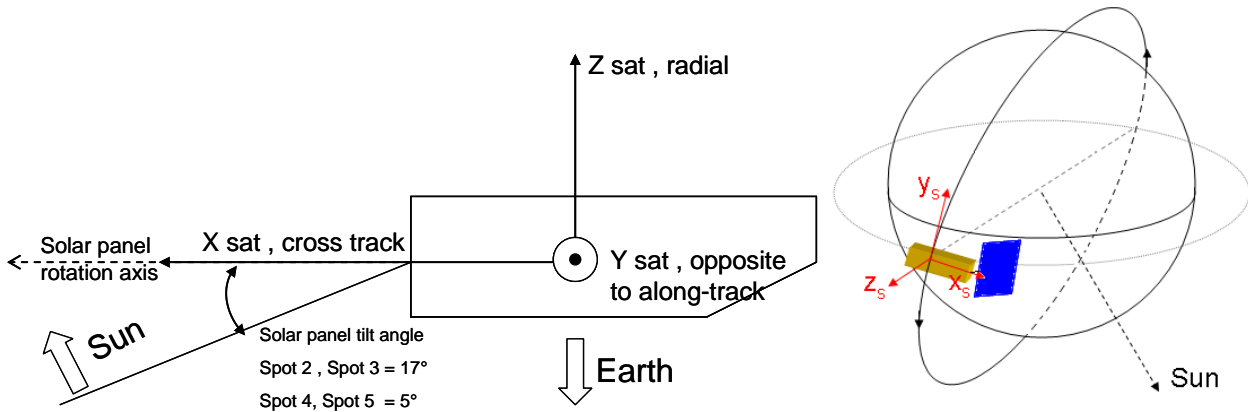 Z sat , radial
Solar panel
rotation axis
X sat , cross track
Y sat , opposite
to along-track
Sun
Solar panel tilt angle
Spot 2 , Spot 3 = 17°
Spot 4, Spot 5  = 5°
Earth
ys
zs
xs
Sun